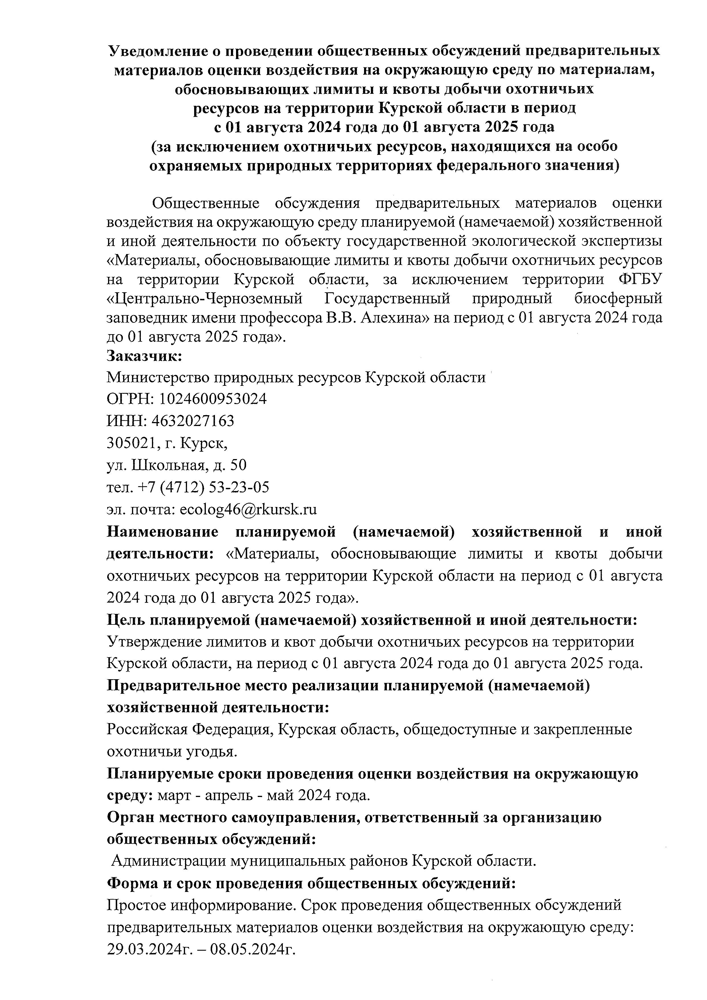 Уведомление о проведении общественных обсуждений предварительных
материалов оценки воздействия на окружающую среду по материалам,
обосновывающих лимиты и квоты добычи охотничьих
ресурсов на территории Курской области в период
с 01 августа 2024 года до 01 августа 2025 года
(за исключением охотничьих ресурсов, находящихся на особо
охраняемых природных территориях федерального значения)
Общественные обсуждения предварительных материалов оценки
воздействия на окружающую среду планируемой (намечаемой) хозяйственной
и иной деятельности по объекту государственной экологической экспертизы
«Материалы, обосновывающие лимиты и квоты добычи охотничьих ресурсов
на территории Курской области, за исключением территории ФГБУ
«Центрально-Черноземный Государственный природный биосферный
заповедник имени профессора В.В. Алехина» на период с 01 августа 2024 года
до 01 августа 2025 года».
Заказчик:
Министерство природных ресурсов Курской области
ОГРН: 1024600953024
ИНН: 4632027163
305021, г. Курск,
ул. Школьная, д. 50
тел. +7 (4712) 53-23-05
эл. почта: ecolog46@rkursk.ru
Наименование планируемой (намечаемой) хозяйственной и иной
деятельности: «Материалы, обосновывающие лимиты и квоты добычи
охотничьих ресурсов на территории Курской области на период с 01 августа
2024 года до 01 августа 2025 года».
Цель планируемой (намечаемой) хозяйственной и иной деятельности:
Утверждение лимитов и квот добычи охотничьих ресурсов на территории
Курской области, на период с 01 августа 2024 года до 01 августа 2025 года.
Предварительное место реализации планируемой (намечаемой)
хозяйственной деятельности:
Российская Федерация, Курская область, общедоступные и закрепленные
охотничьи угодья.
Планируемые сроки проведения оценки воздействия на окружающую
среду: март - апрель - май 2024 года.
Орган местного самоуправления, ответственный за организацию
общественных обсуждений:
Администрации муниципальных районов Курской области.
Форма и срок проведения общественных обсуждений:
Простое информирование. Срок проведения общественных обсуждений
предварительных материалов оценки воздействия на окружающую среду:
29.03.2024г. – 08.05.2024г.